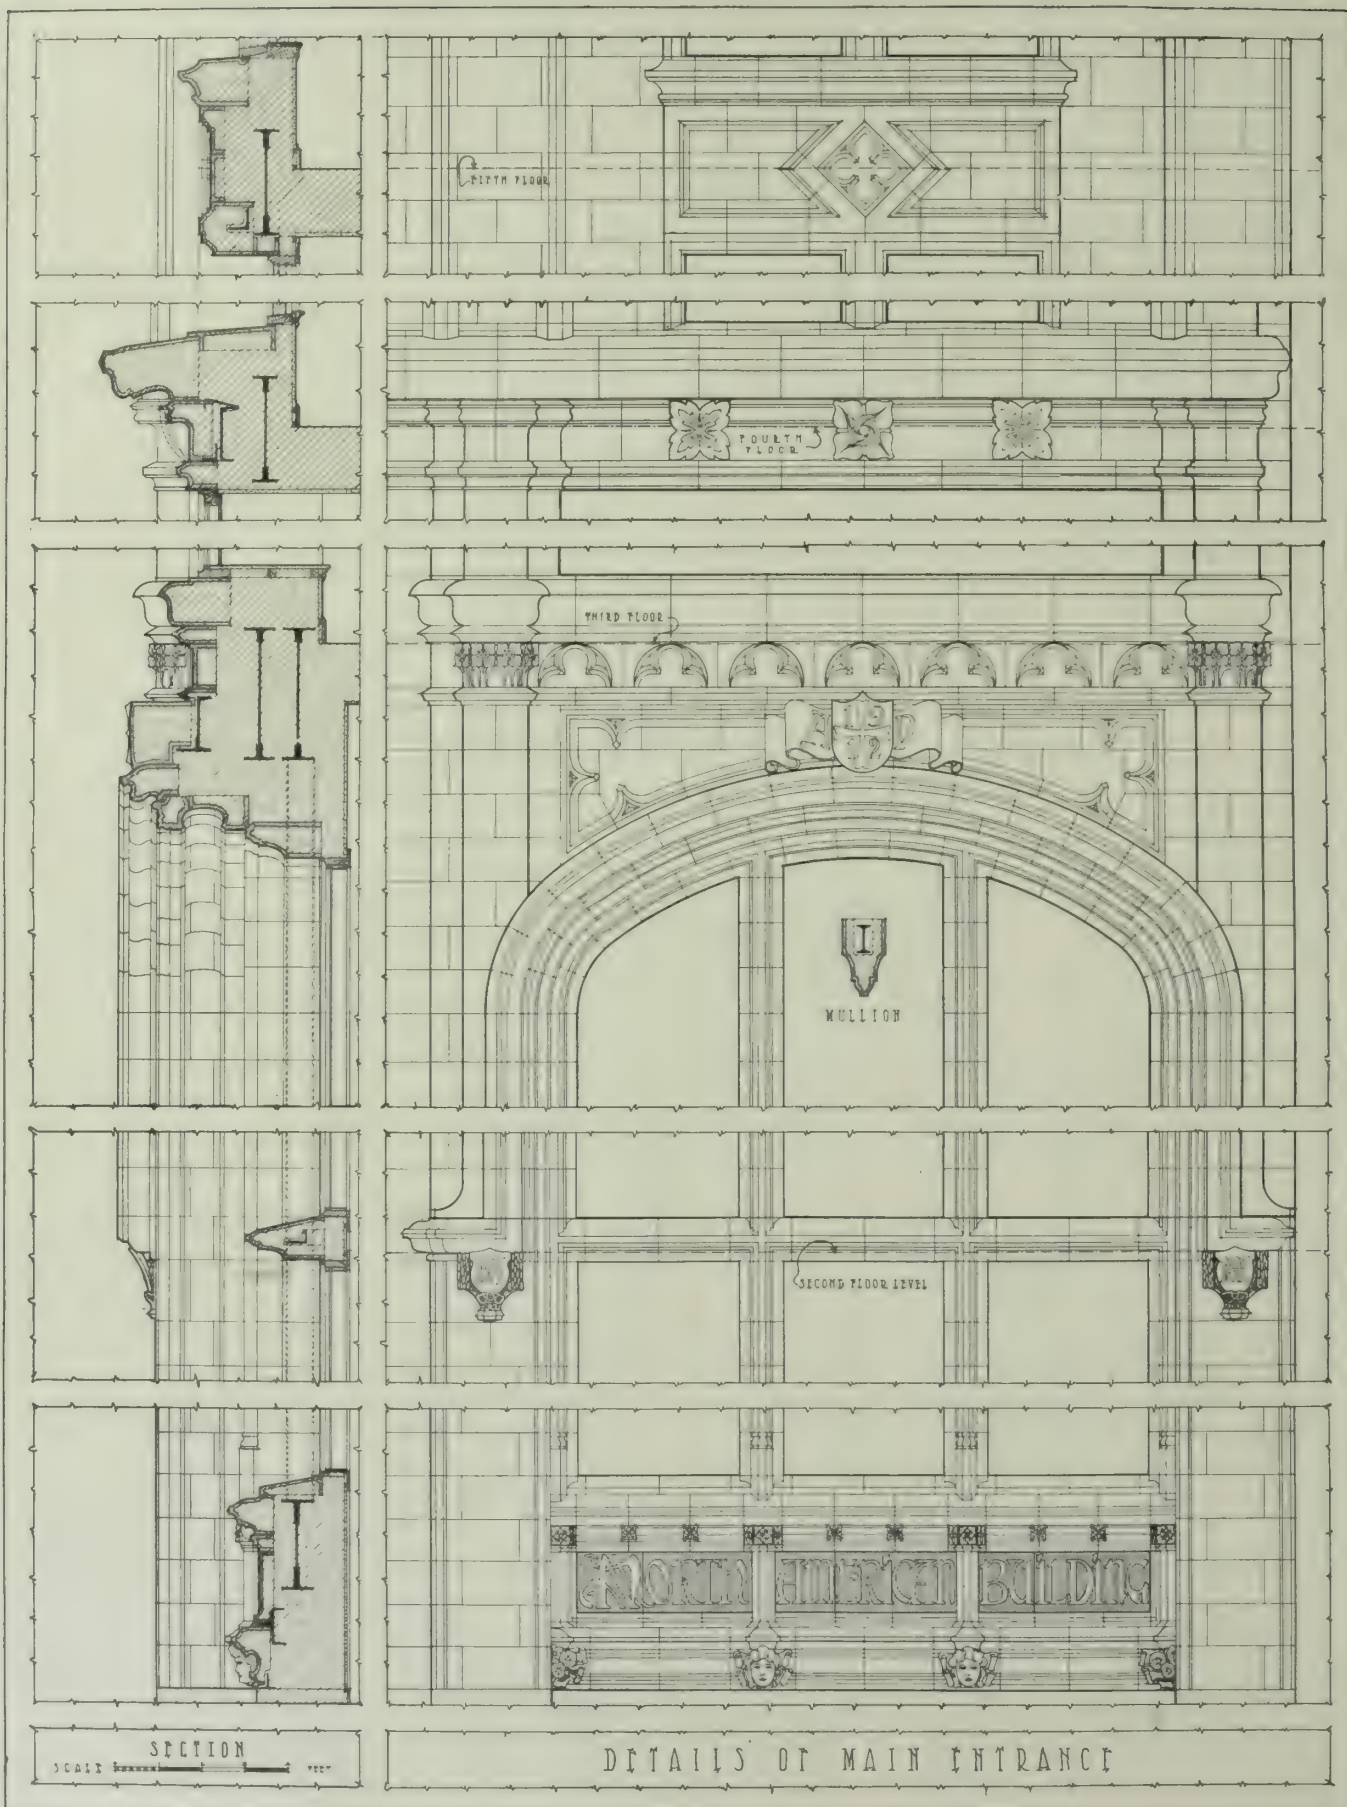 FIFTH FLOOR
FOURTH
FLOOR
THIRD FLOOR
MULLION
SECOND FLOOR LEVEL
NORTH AMERICAN BUILDING
SECTION
SCALE FEET
DETAILS OF MAIN ENTRANCE